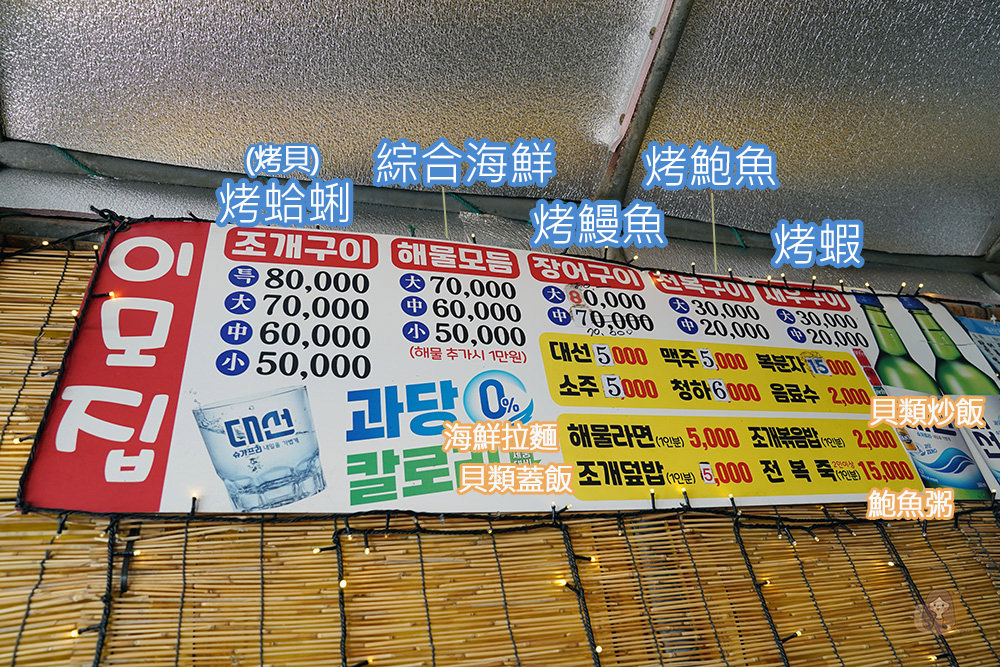 (烤貝)
烤蛤蜊
綜合海鮮
烤鰻魚
烤鮑魚
烤蝦
이모집
조개구이
특 80,000
大 70,000
中 60,000
小 50,000
해물모듬
大 70,000
中 60,000
小 50,000
(해물 추가시 1만원)
장어구이
大 80,000
中 70,000
전복구이
大 30,000
中 20,000
새우구이
大 30,000
中 20,000
대선 5,000 맥주 5,000 복분자 15,000
소주 5,000 청하 6,000 음료수 2,000
해물라면(1인분) 5,000 조개볶음밥(1인분) 2,000
조개덮밥(1인분) 5,000 전복죽(1인분) 15,000
海鮮拉麵
貝類蓋飯
貝類炒飯
鮑魚粥
대선
슈가프리
과당 0%
칼로